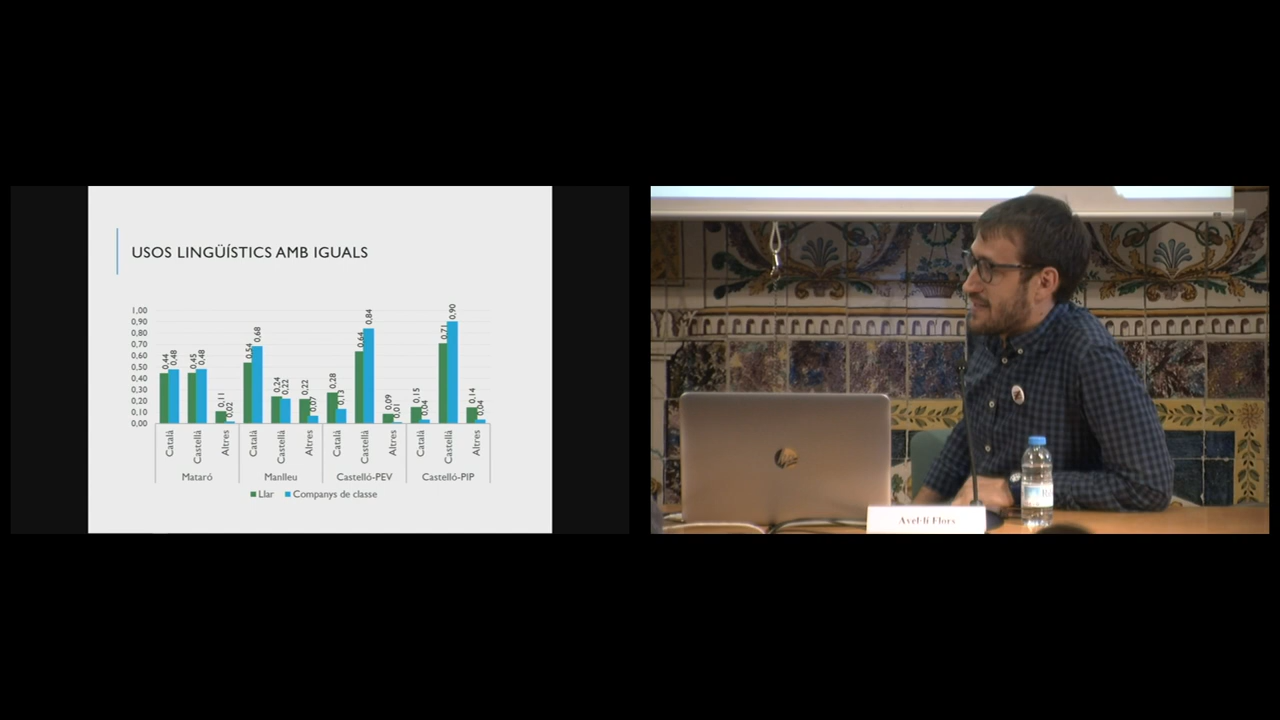 USOS LINGÜÍSTICS AMB IGUALS
1,00
0,90
0,80
0,70
0,60
0,50
0,40
0,30
0,20
0,10
0,00
0,44 0,48 0,45 0,48 0,11 0,02 0,54 0,68 0,24 0,22 0,22 0,07 0,28 0,13 0,64 0,84 0,09 0,01 0,15 0,04 0,71 0,90 0,14 0,04
Català Castellà Altres Català Castellà Altres Català Castellà Altres Català Castellà Altres
Mataró Manlleu Castelló-PEV Castelló-PIP
Llar Companys de classe
hp
Avel·lí Flors